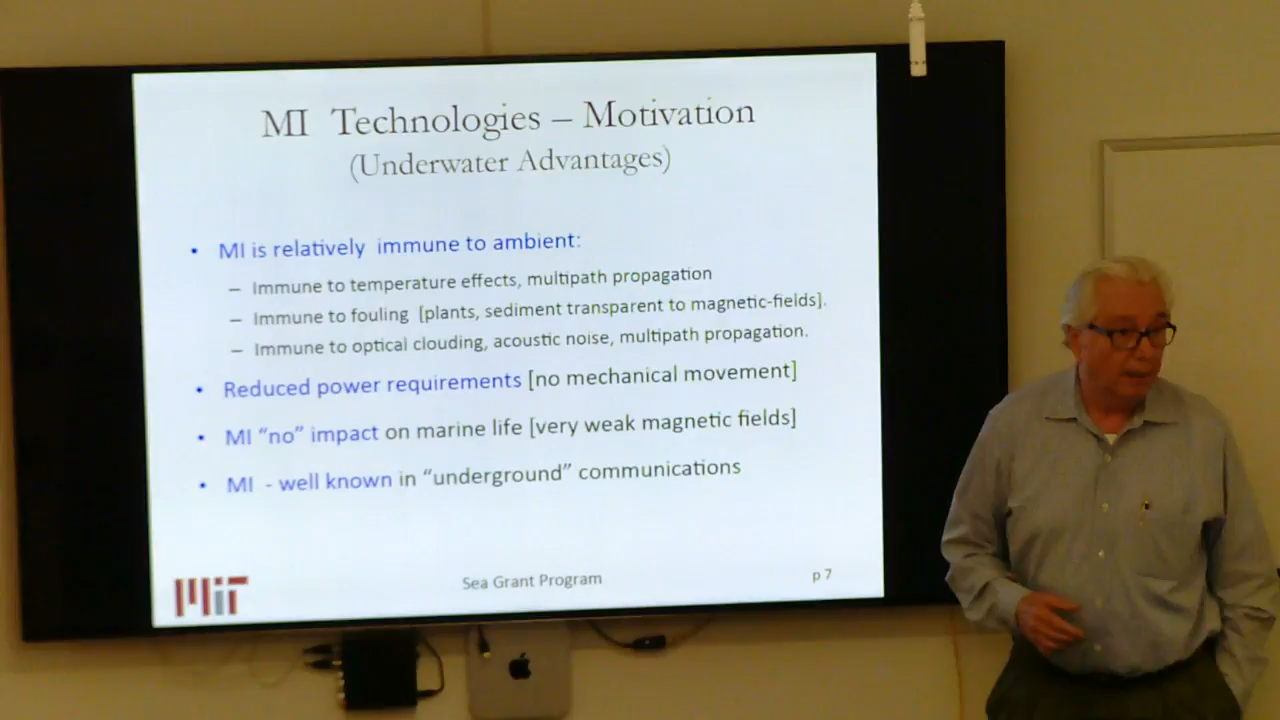 MI Technologies – Motivation
(Underwater Advantages)
• MI is relatively immune to ambient:
– Immune to temperature effects, multipath propagation
– Immune to fouling [plants, sediment transparent to magnetic-fields].
– Immune to optical clouding, acoustic noise, multipath propagation.
• Reduced power requirements [no mechanical movement]
• MI “no” impact on marine life [very weak magnetic fields]
• MI - well known in “underground” communications
MIT
Sea Grant Program
p 7